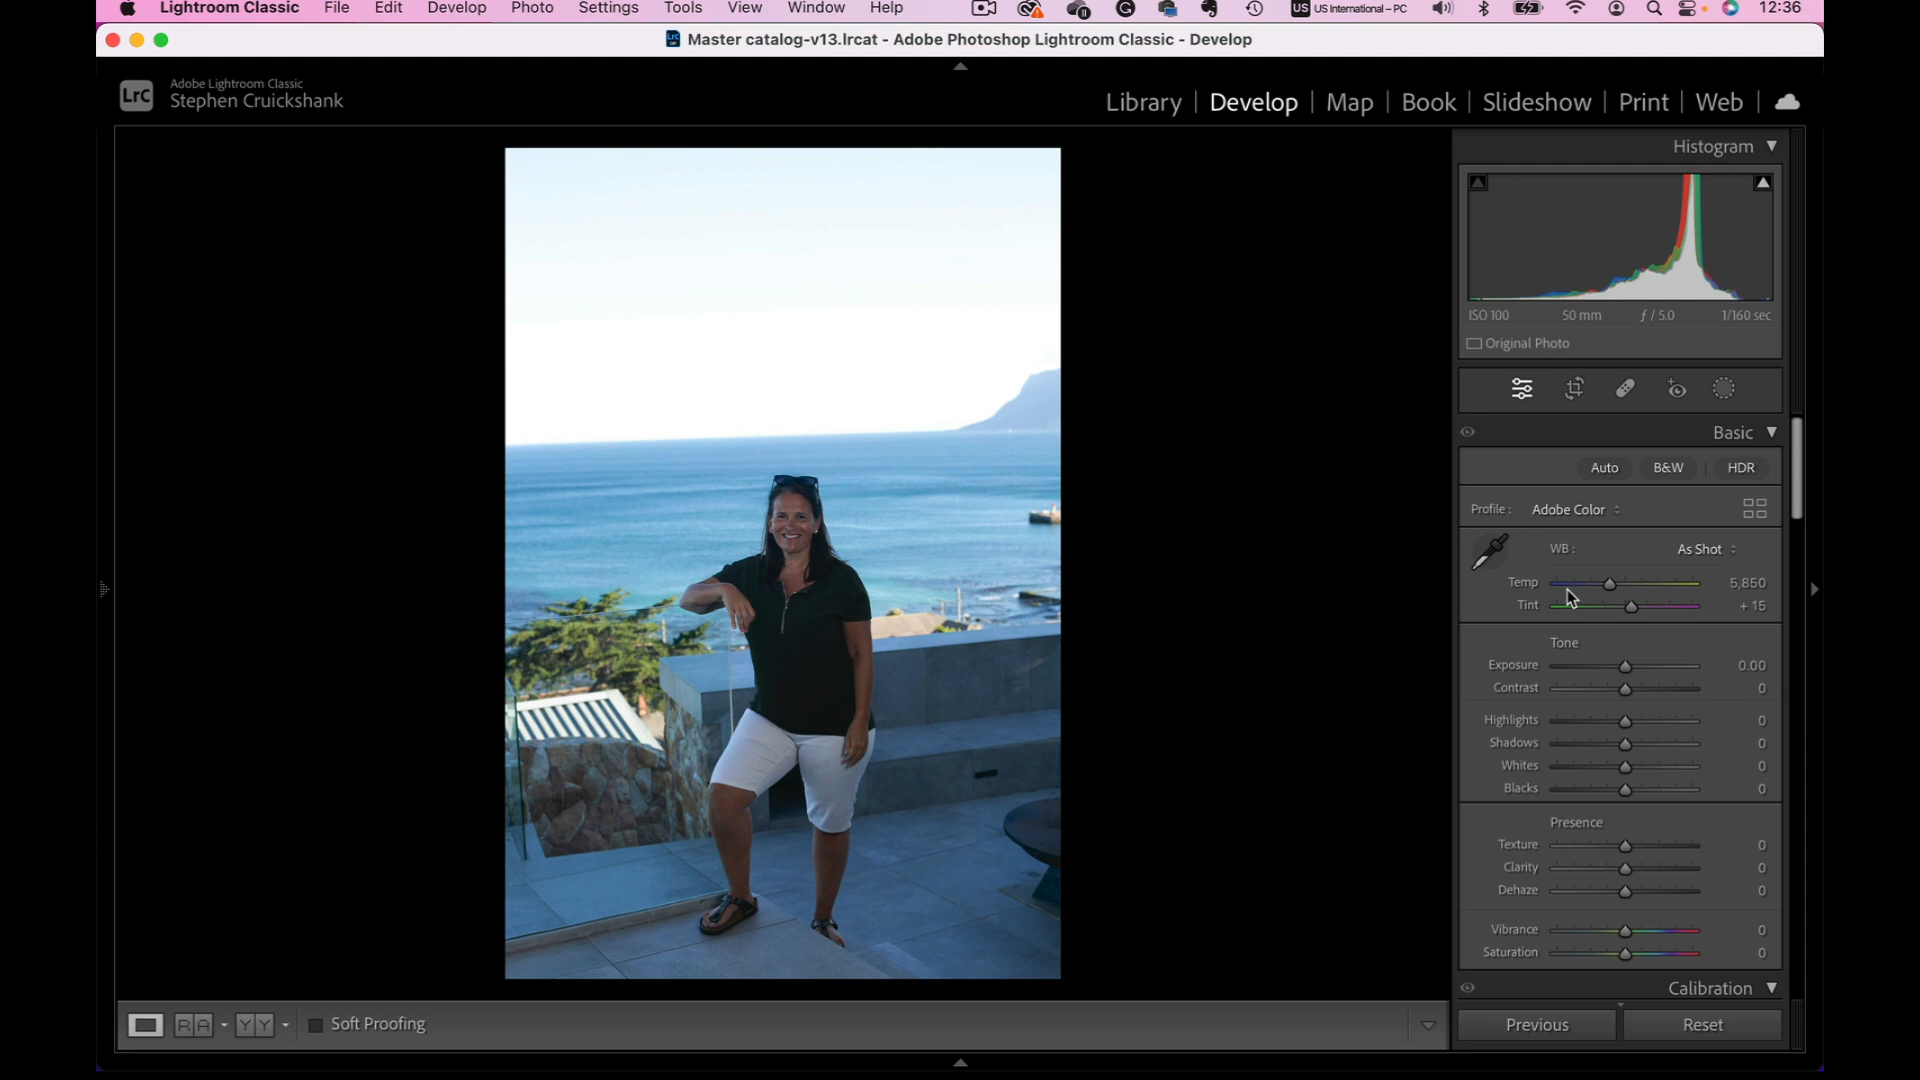 Lightroom Classic File Edit Develop Photo Settings Tools View Window Help US US International – PC 12:36
Master catalog-v13.lrcat - Adobe Photoshop Lightroom Classic - Develop
LrC Adobe Lightroom Classic
Stephen Cruickshank
Library | Develop | Map | Book | Slideshow | Print | Web
Histogram
ISO 100 50 mm ƒ / 5.0 1/160 sec
Original Photo
Basic
Auto B&W HDR
Profile : Adobe Color
WB : As Shot
Temp 5,850
Tint + 15
Tone
Exposure 0.00
Contrast 0
Highlights 0
Shadows 0
Whites 0
Blacks 0
Presence
Texture 0
Clarity 0
Dehaze 0
Vibrance 0
Saturation 0
Calibration
R A Y Y Soft Proofing
Previous Reset